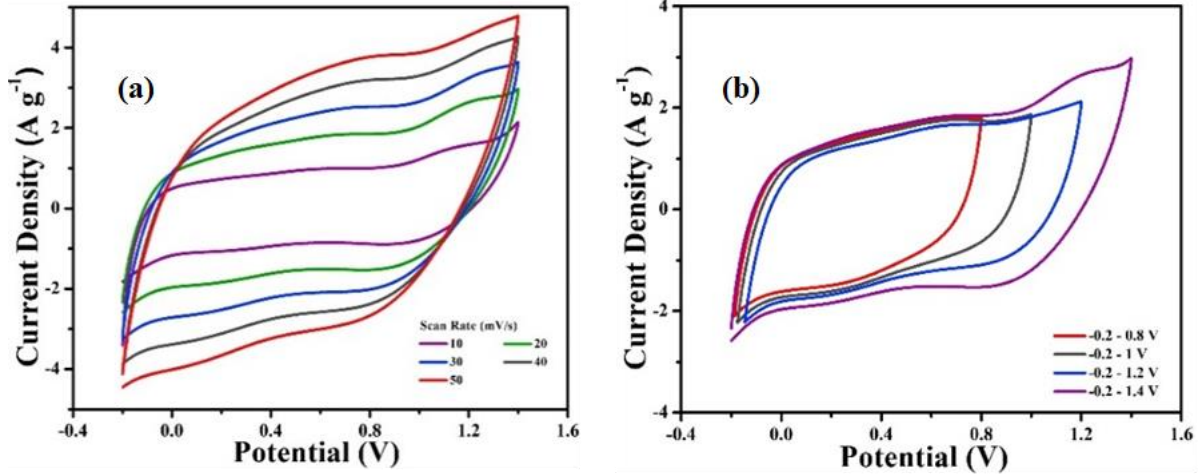 (a)
Current Density (A g⁻¹)
4
2
0
-2
-4
-0.4 0.0 0.4 0.8 1.2 1.6
Potential (V)
Scan Rate (mV/s)
10 20
30 40
50
(b)
Current Density (A g⁻¹)
4
2
0
-2
-4
-0.4 0.0 0.4 0.8 1.2 1.6
Potential (V)
-0.2 - 0.8 V
-0.2 - 1 V
-0.2 - 1.2 V
-0.2 - 1.4 V